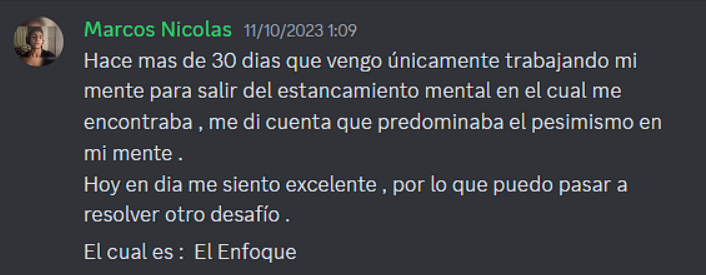 Marcos Nicolas 11/10/2023 1:09
Hace mas de 30 dias que vengo únicamente trabajando mi
mente para salir del estancamiento mental en el cual me
encontraba , me di cuenta que predominaba el pesimismo en
mi mente .
Hoy en dia me siento excelente , por lo que puedo pasar a
resolver otro desafío .
El cual es : El Enfoque